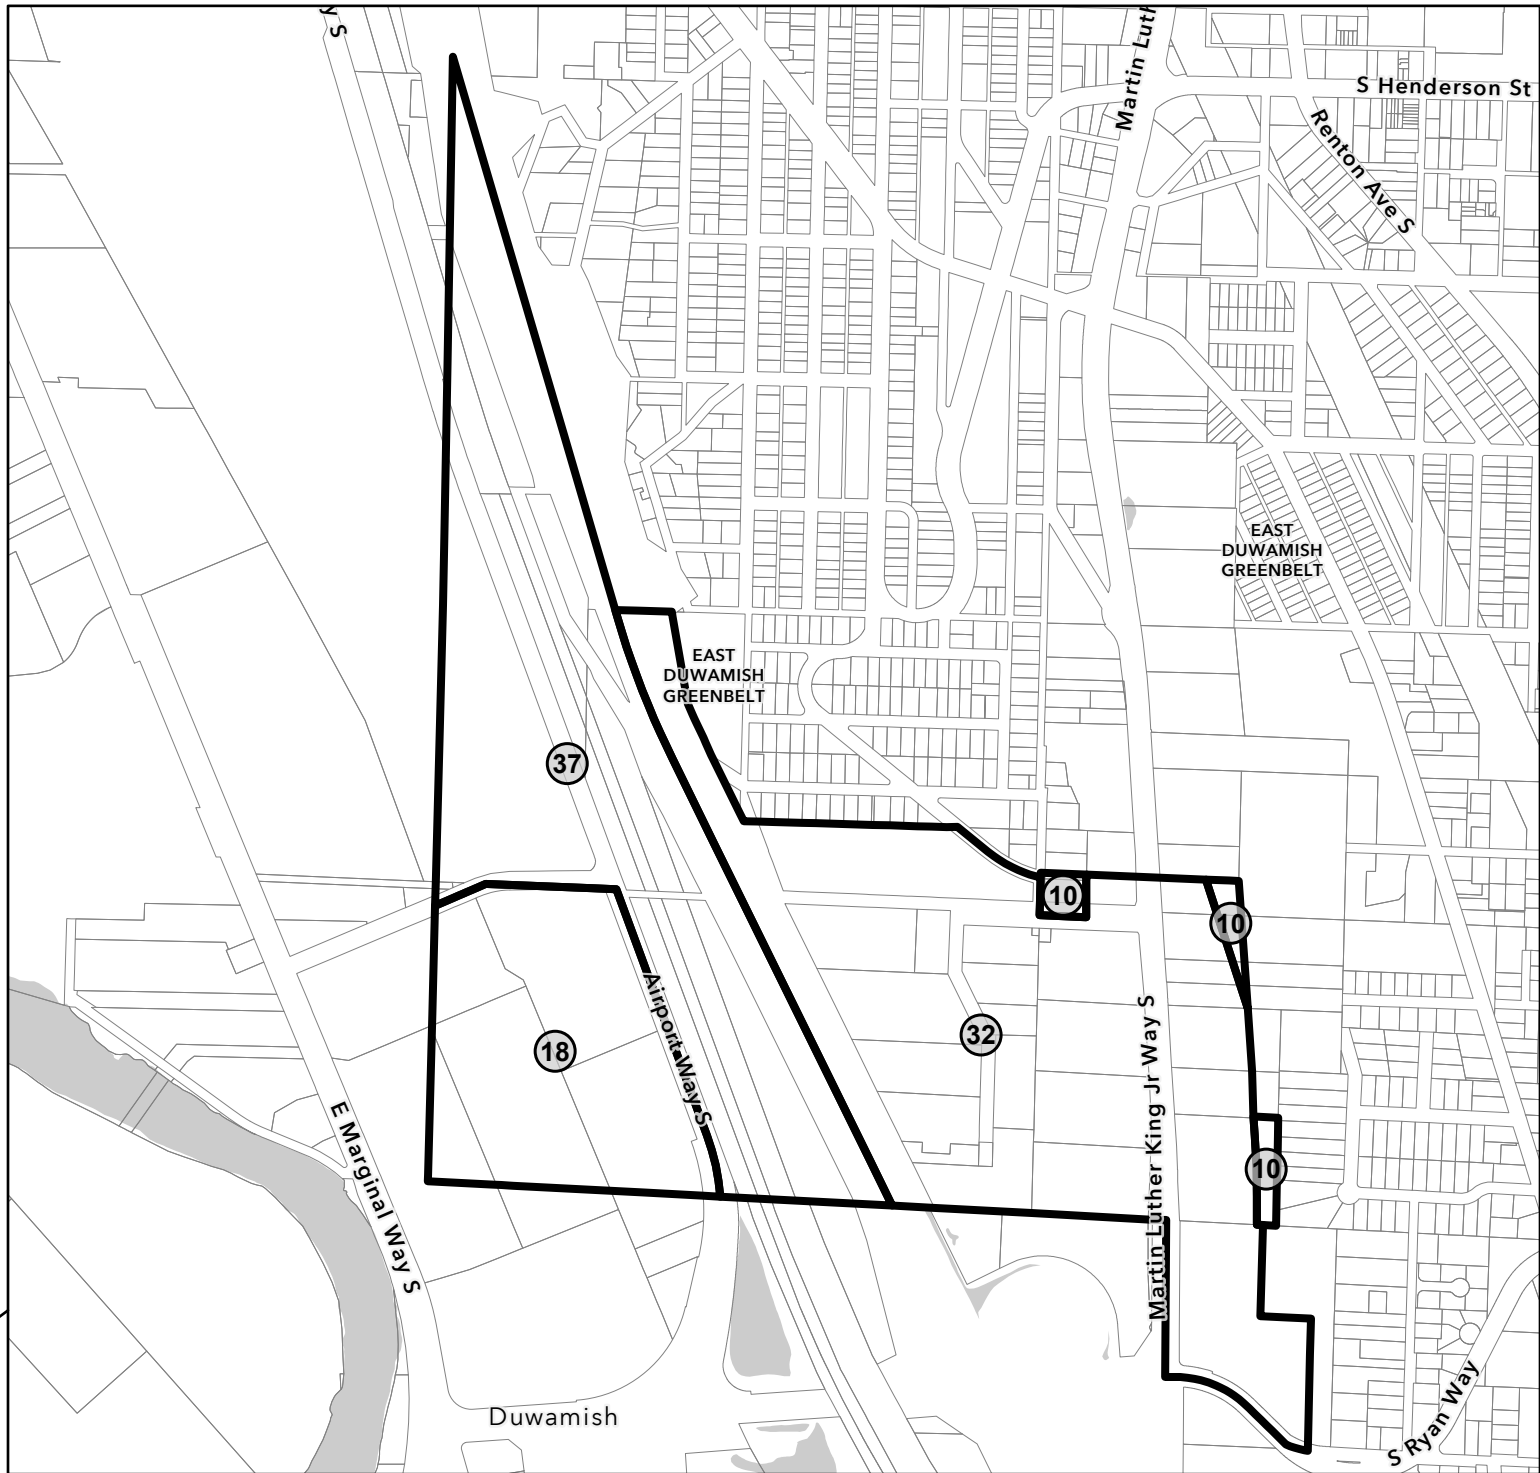 y S
Martin Luth
S Henderson St
Renton Ave S
EAST
DUWAMISH
GREENBELT
EAST
DUWAMISH
GREENBELT
37
10
10
Airport Way S
32
18
Martin Luther King Jr Way S
E Marginal Way S
10
Duwamish
S Ryan Way